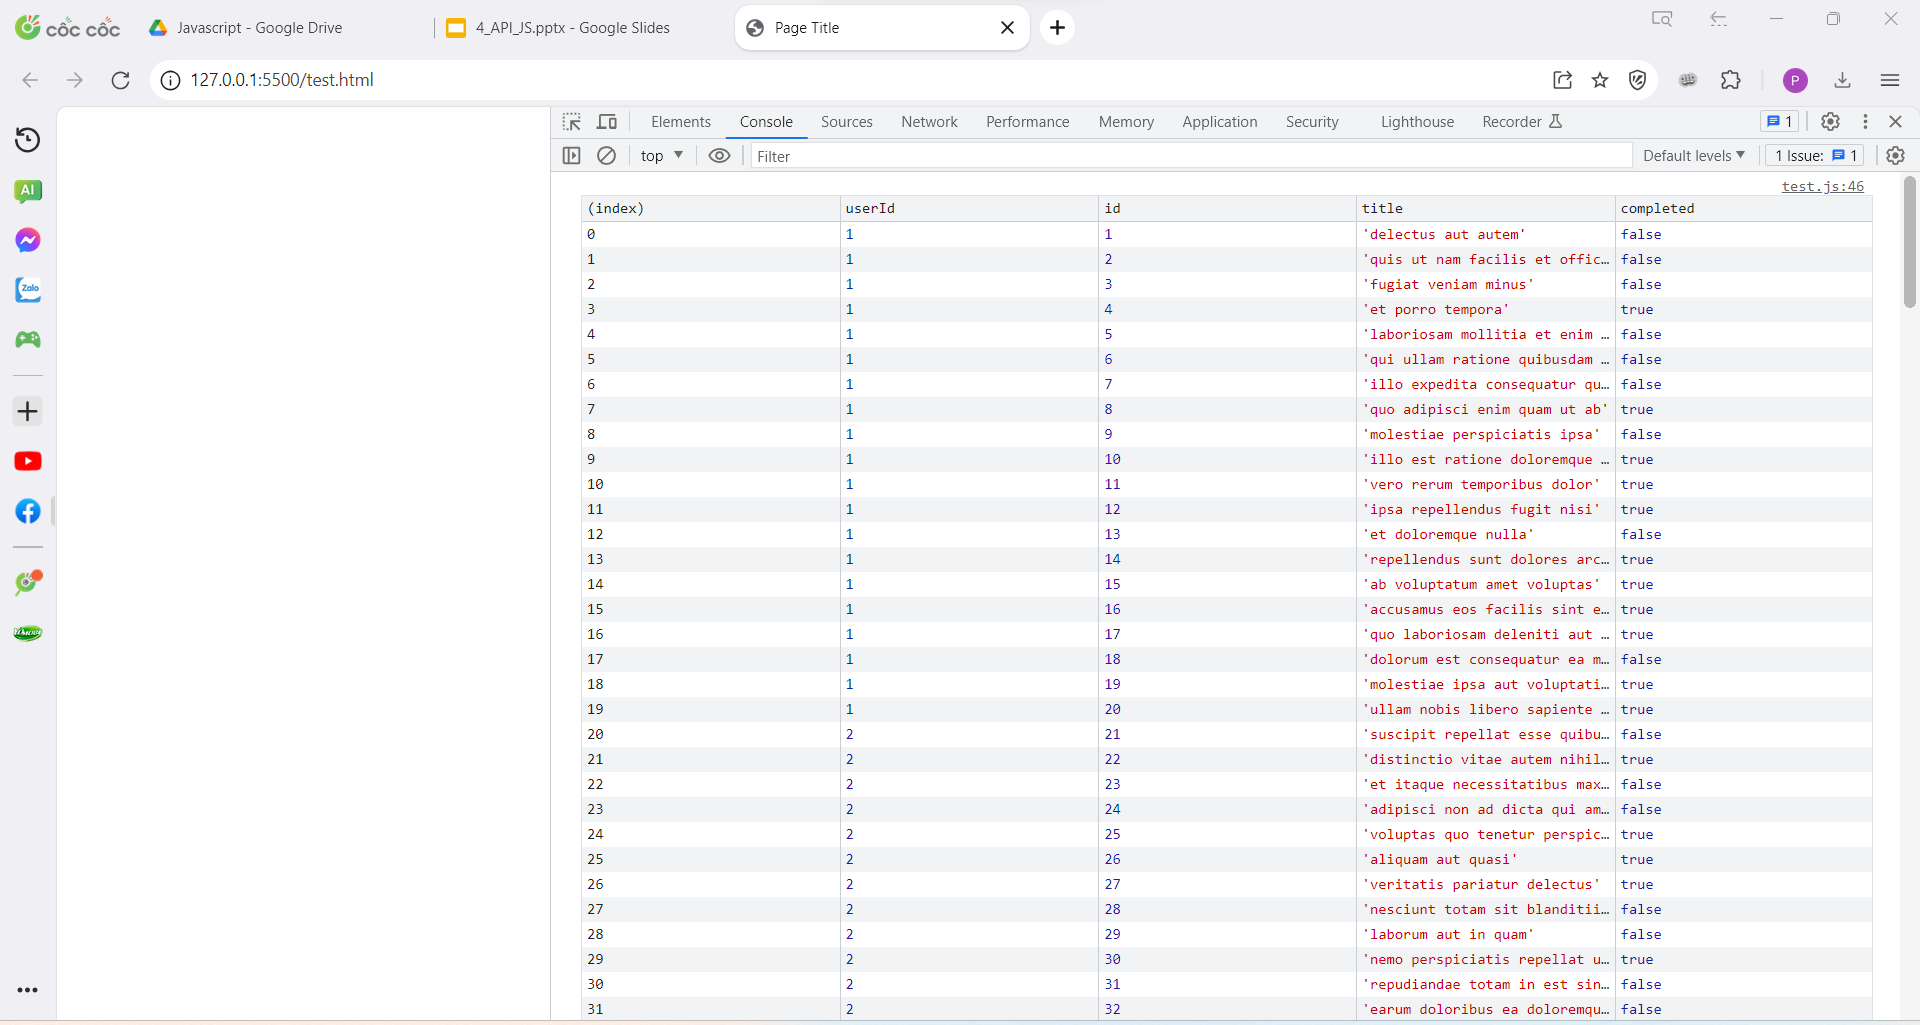 cốc cốc
Javascript - Google Drive
4_API_JS.pptx - Google Slides
Page Title
127.0.0.1:5500/test.html
P
AI
Zalo
Elements Console Sources Network Performance Memory Application Security Lighthouse Recorder 1
top Filter Default levels 1 Issue: 1
test.js:46
(index) userId id title completed
0 1 1 'delectus aut autem' false
1 1 2 'quis ut nam facilis et offic… false
2 1 3 'fugiat veniam minus' false
3 1 4 'et porro tempora' true
4 1 5 'laboriosam mollitia et enim … false
5 1 6 'qui ullam ratione quibusdam … false
6 1 7 'illo expedita consequatur qu… false
7 1 8 'quo adipisci enim quam ut ab' true
8 1 9 'molestiae perspiciatis ipsa' false
9 1 10 'illo est ratione doloremque … true
10 1 11 'vero rerum temporibus dolor' true
11 1 12 'ipsa repellendus fugit nisi' true
12 1 13 'et doloremque nulla' false
13 1 14 'repellendus sunt dolores arc… true
14 1 15 'ab voluptatum amet voluptas' true
15 1 16 'accusamus eos facilis sint e… true
16 1 17 'quo laboriosam deleniti aut … true
17 1 18 'dolorum est consequatur ea m… false
18 1 19 'molestiae ipsa aut voluptati… true
19 1 20 'ullam nobis libero sapiente … true
20 2 21 'suscipit repellat esse quibu… false
21 2 22 'distinctio vitae autem nihil… true
22 2 23 'et itaque necessitatibus max… false
23 2 24 'adipisci non ad dicta qui am… false
24 2 25 'voluptas quo tenetur perspic… true
25 2 26 'aliquam aut quasi' true
26 2 27 'veritatis pariatur delectus' true
27 2 28 'nesciunt totam sit blanditii… false
28 2 29 'laborum aut in quam' false
29 2 30 'nemo perspiciatis repellat u… true
30 2 31 'repudiandae totam in est sin… false
31 2 32 'earum doloribus ea doloremqu… false